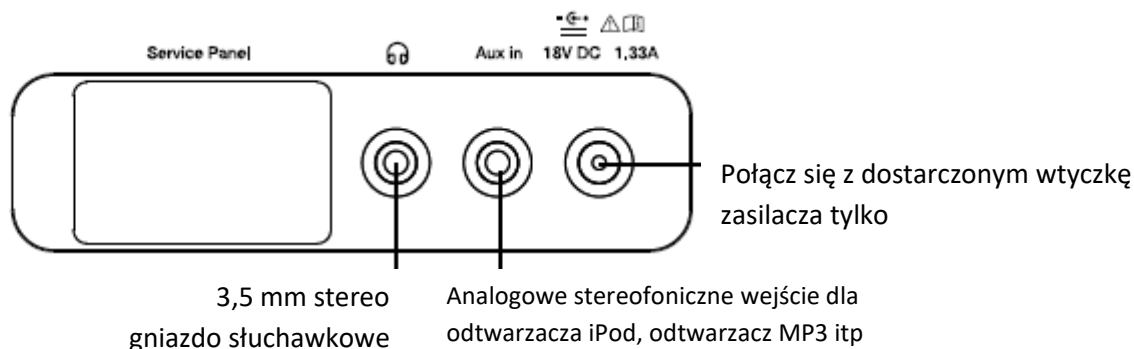 Service Panel
Aux in
18V DC 1,33A
Połącz się z dostarczonym wtyczkę
zasilacza tylko
3,5 mm stereo
gniazdo słuchawkowe
Analogowe stereofoniczne wejście dla
odtwarzacza iPod, odtwarzacz MP3 itp